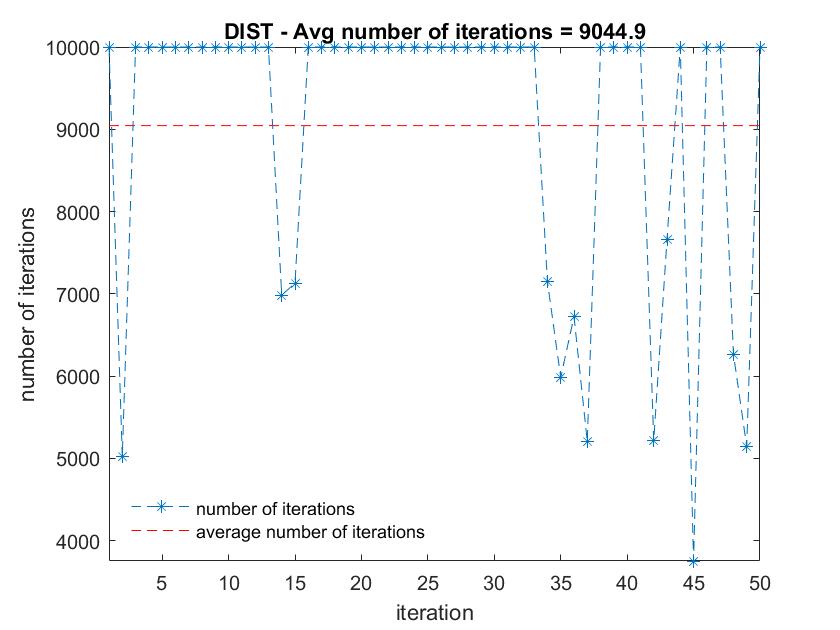 DIST - Avg number of iterations = 9044.9
10000
9000
8000
7000
6000
5000
4000
number of iterations
number of iterations
average number of iterations
5 10 15 20 25 30 35 40 45 50
iteration